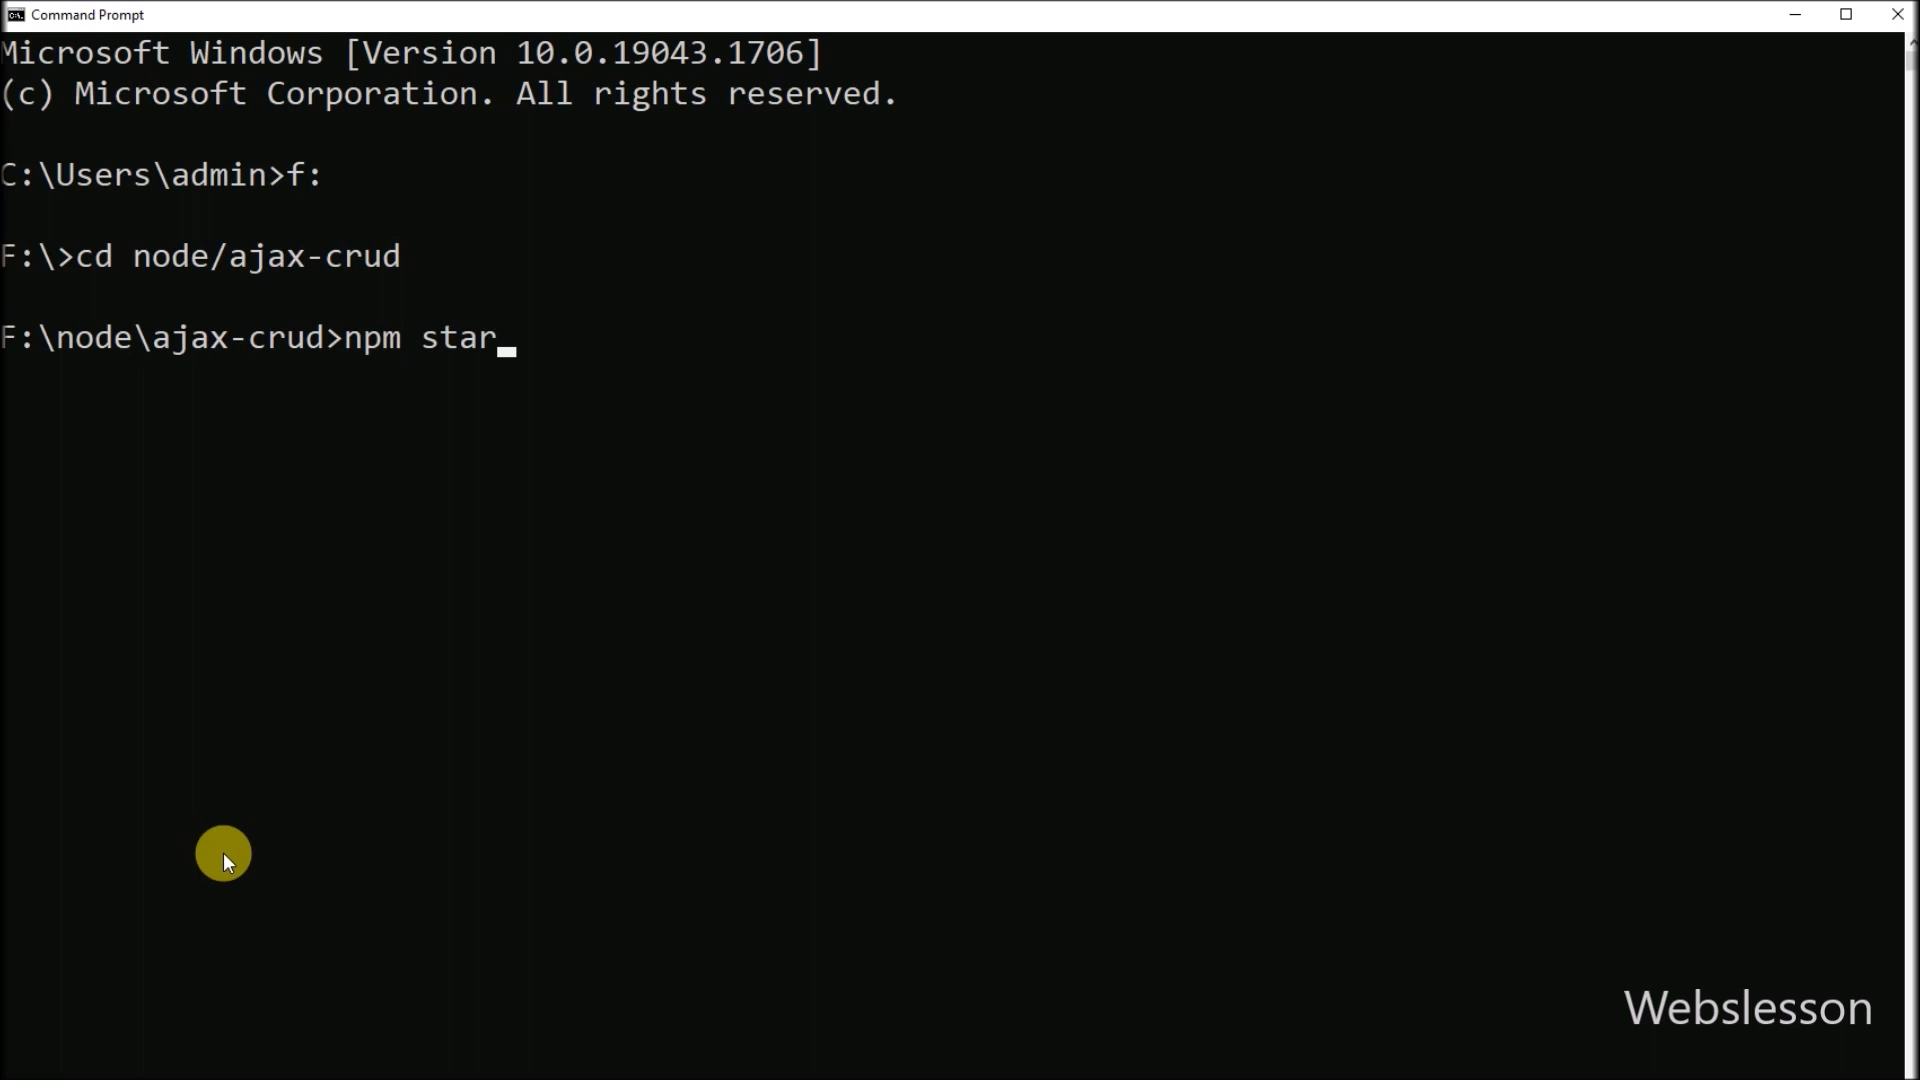 Command Prompt
Microsoft Windows [Version 10.0.19043.1706]
(c) Microsoft Corporation. All rights reserved.
C:\Users\admin>f:
F:\>cd node/ajax-crud
F:\node\ajax-crud>npm star
Webslesson